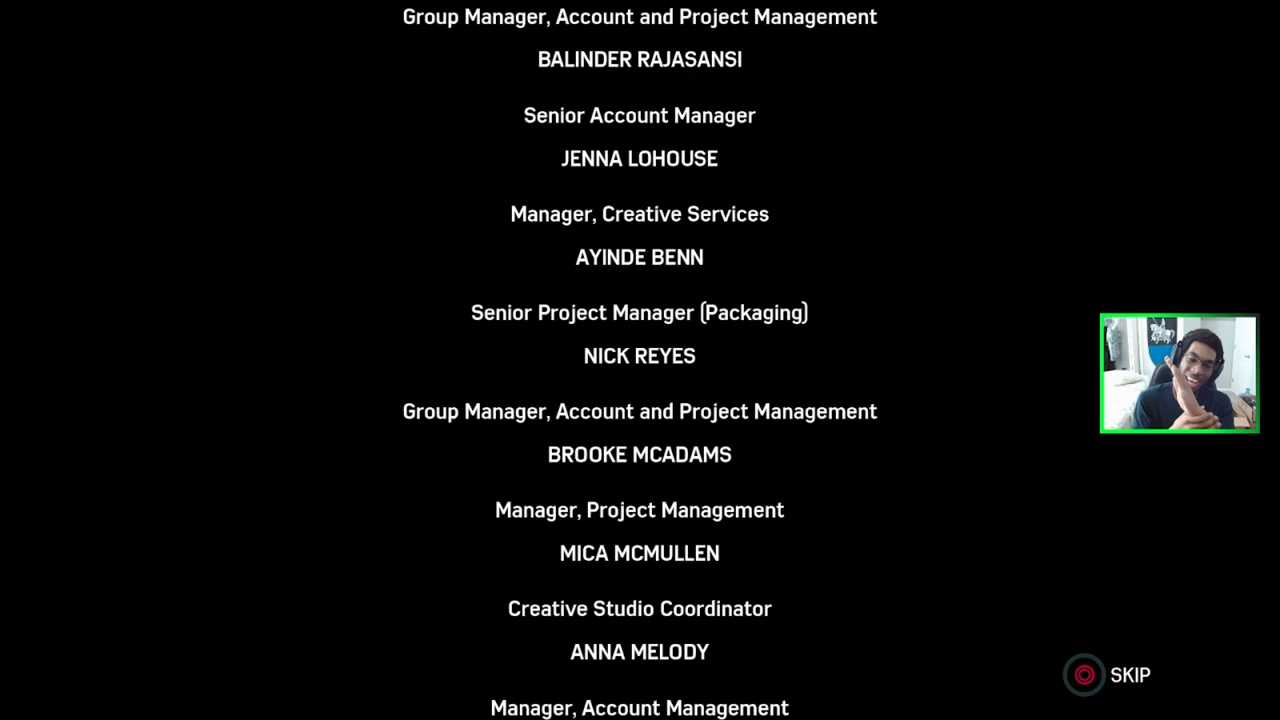 Group Manager, Account and Project Management
BALINDER RAJASANSI
Senior Account Manager
JENNA LOHOUSE
Manager, Creative Services
AYINDE BENN
Senior Project Manager (Packaging)
NICK REYES
Group Manager, Account and Project Management
BROOKE MCADAMS
Manager, Project Management
MICA MCMULLEN
Creative Studio Coordinator
ANNA MELODY
SKIP
Manager, Account Management